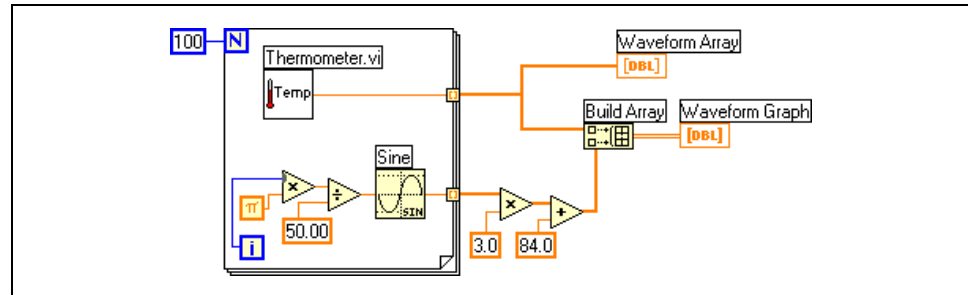 100
N
Thermometer.vi
Temp
Waveform Array
[DBL]
Build Array
Waveform Graph
[DBL]
Sine
SIN
×
÷
π
50.00
i
×
+
3.0
84.0